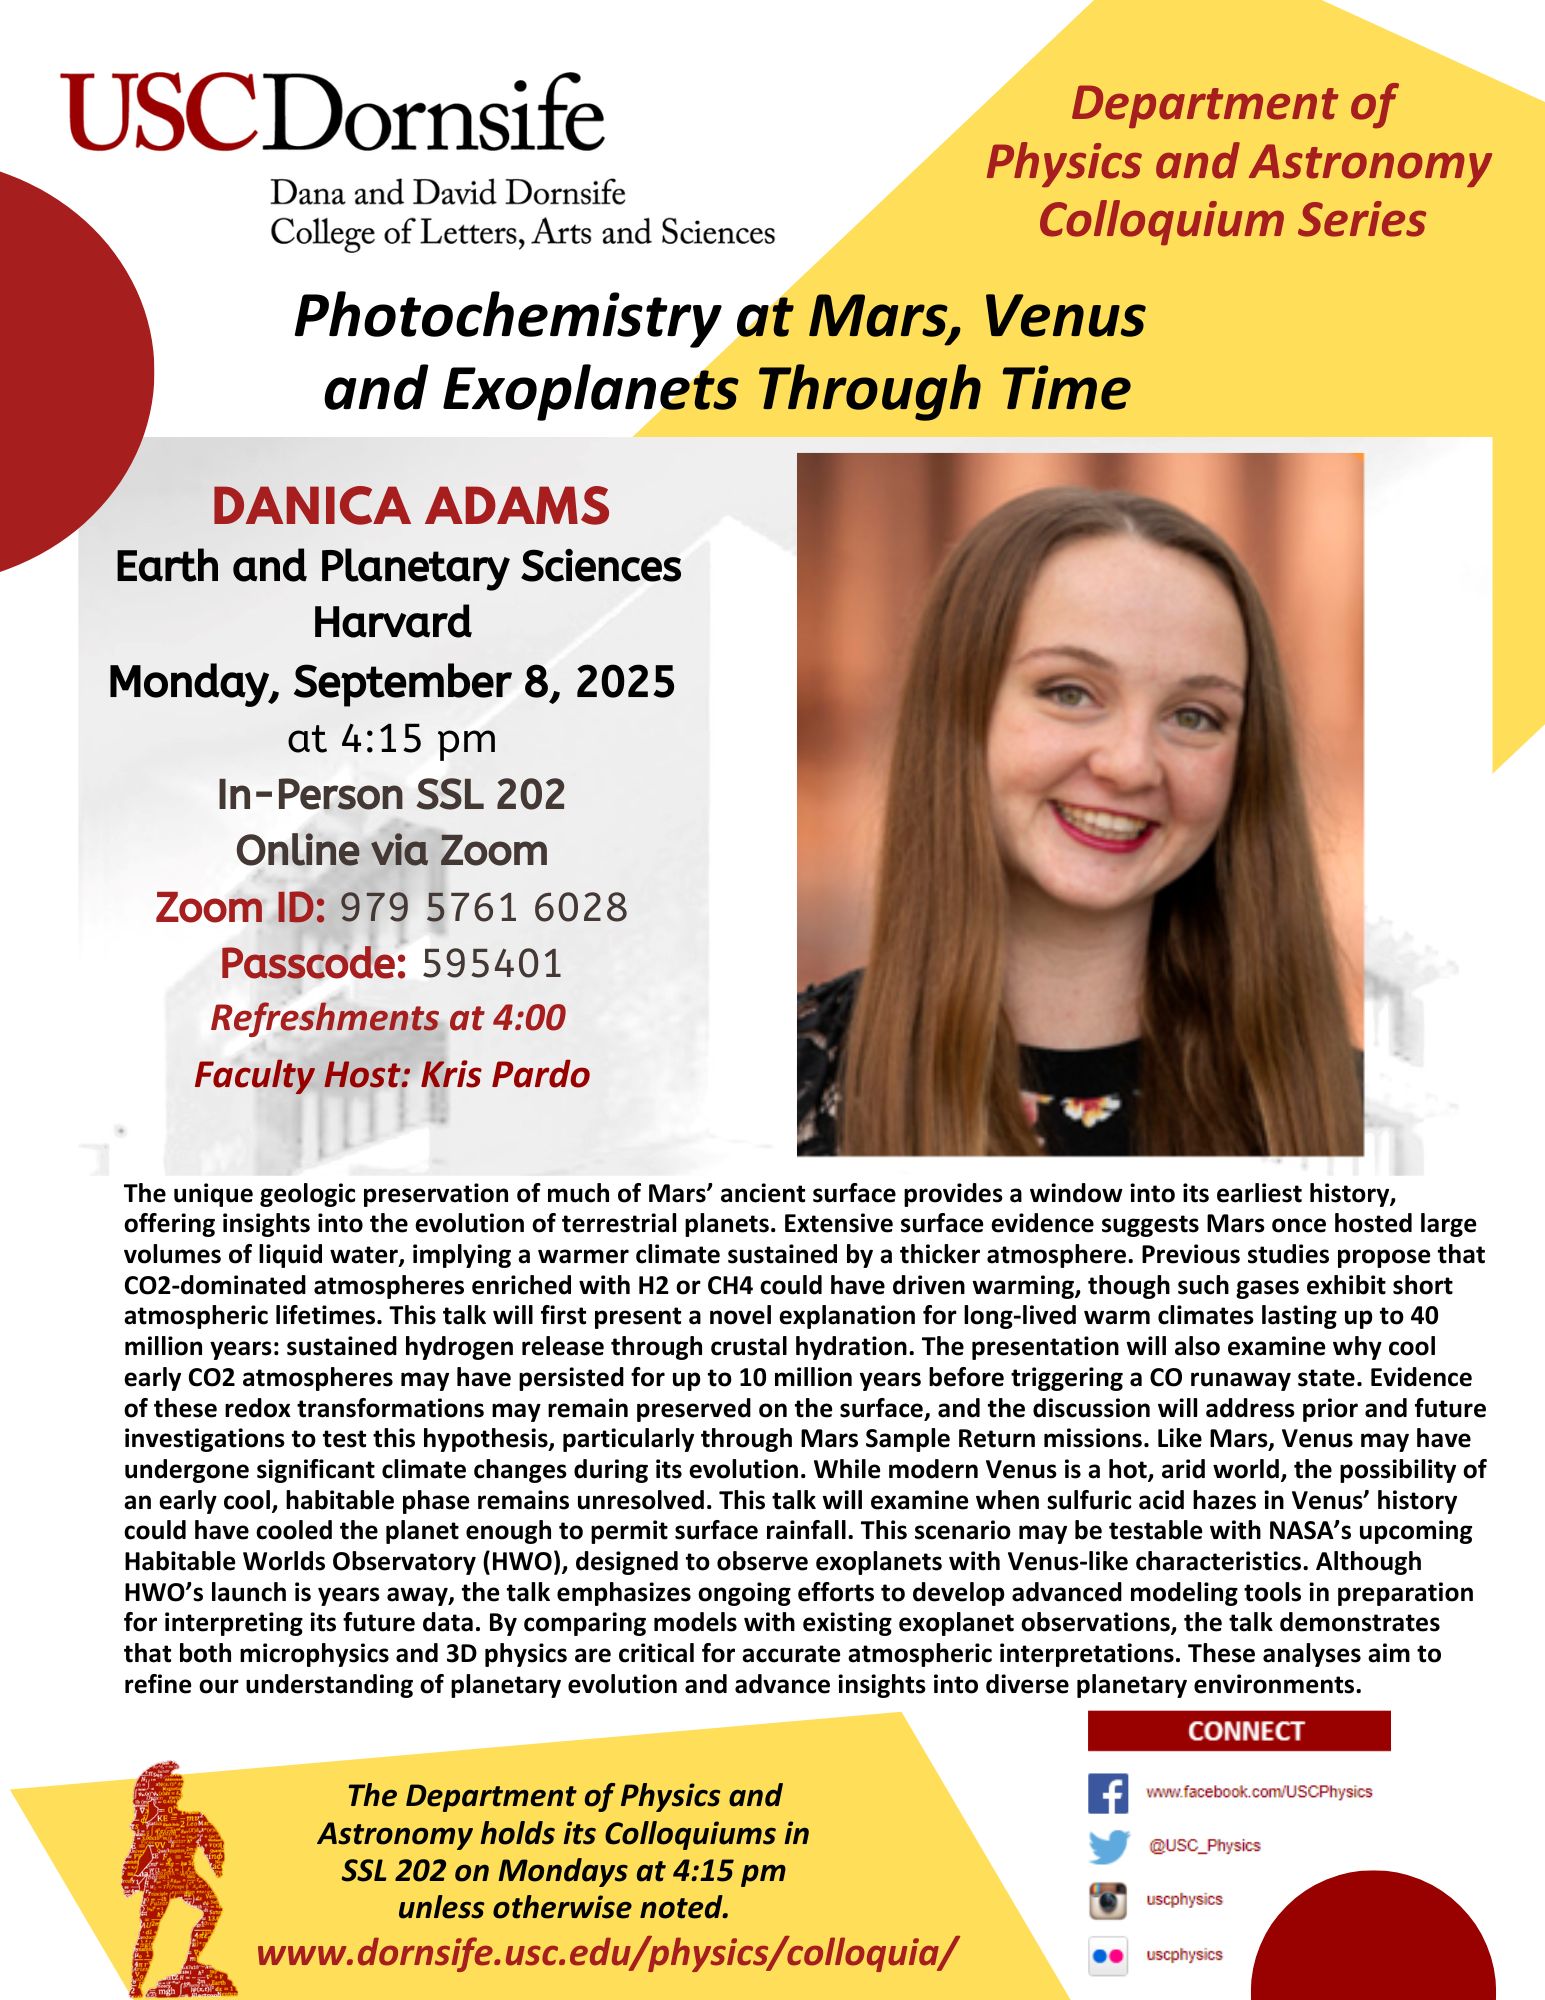 USCDornsife
Dana and David Dornsife
College of Letters, Arts and Sciences
Department of
Physics and Astronomy
Colloquium Series
Photochemistry at Mars, Venus
and Exoplanets Through Time
DANICA ADAMS
Earth and Planetary Sciences
Harvard
Monday, September 8, 2025
at 4:15 pm
In-Person SSL 202
Online via Zoom
Zoom ID: 979 5761 6028
Passcode: 595401
Refreshments at 4:00
Faculty Host: Kris Pardo
The unique geologic preservation of much of Mars’ ancient surface provides a window into its earliest history,
offering insights into the evolution of terrestrial planets. Extensive surface evidence suggests Mars once hosted large
volumes of liquid water, implying a warmer climate sustained by a thicker atmosphere. Previous studies propose that
CO2-dominated atmospheres enriched with H2 or CH4 could have driven warming, though such gases exhibit short
atmospheric lifetimes. This talk will first present a novel explanation for long-lived warm climates lasting up to 40
million years: sustained hydrogen release through crustal hydration. The presentation will also examine why cool
early CO2 atmospheres may have persisted for up to 10 million years before triggering a CO runaway state. Evidence
of these redox transformations may remain preserved on the surface, and the discussion will address prior and future
investigations to test this hypothesis, particularly through Mars Sample Return missions. Like Mars, Venus may have
undergone significant climate changes during its evolution. While modern Venus is a hot, arid world, the possibility of
an early cool, habitable phase remains unresolved. This talk will examine when sulfuric acid hazes in Venus’ history
could have cooled the planet enough to permit surface rainfall. This scenario may be testable with NASA’s upcoming
Habitable Worlds Observatory (HWO), designed to observe exoplanets with Venus-like characteristics. Although
HWO’s launch is years away, the talk emphasizes ongoing efforts to develop advanced modeling tools in preparation
for interpreting its future data. By comparing models with existing exoplanet observations, the talk demonstrates
that both microphysics and 3D physics are critical for accurate atmospheric interpretations. These analyses aim to
refine our understanding of planetary evolution and advance insights into diverse planetary environments.
The Department of Physics and
Astronomy holds its Colloquiums in
SSL 202 on Mondays at 4:15 pm
unless otherwise noted.
www.dornsife.usc.edu/physics/colloquia/
CONNECT
www.facebook.com/USCPhysics
@USC_Physics
uscphysics
uscphysics